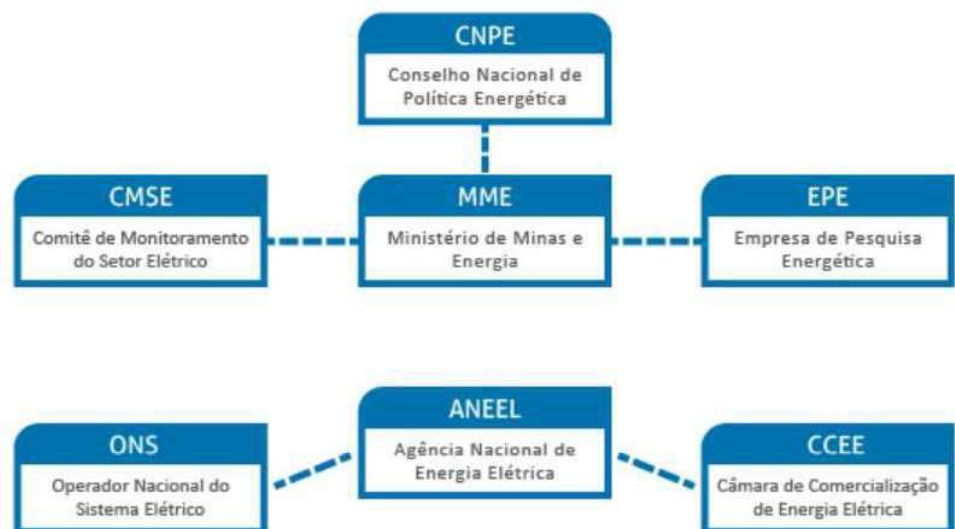 CNPE
Conselho Nacional de
Política Energética
CMSE
Comitê de Monitoramento
do Setor Elétrico
MME
Ministério de Minas e
Energia
EPE
Empresa de Pesquisa
Energética
ONS
Operador Nacional do
Sistema Elétrico
ANEEL
Agência Nacional de
Energia Elétrica
CCEE
Câmara de Comercialização
de Energia Elétrica